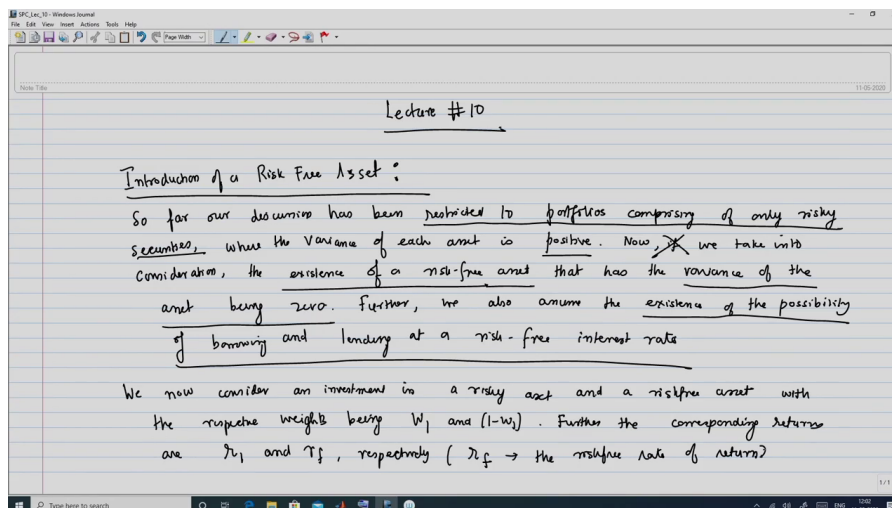 SPC_Lec_10 - Windows Journal
File Edit View Insert Actions Tools Help
Page Width
Note Title
11-05-2020
Lecture #10
Introduction of a Risk Free Asset :
So far our discussion has been restricted to portfolios comprising of only risky
securities, where the variance of each asset is positive. Now, we take into
consideration, the existence of a risk-free asset that has the variance of the
asset being zero. Further, we also assume the existence of the possibility
of borrowing and lending at a risk-free interest rate
We now consider an investment in a risky asset and a riskfree asset with
the respective weights being W₁ and (1-W₁). Further the corresponding returns
are r₁ and r_f, respectively ( r_f → the riskfree rate of return)
1/1
Type here to search
ENG
12:02